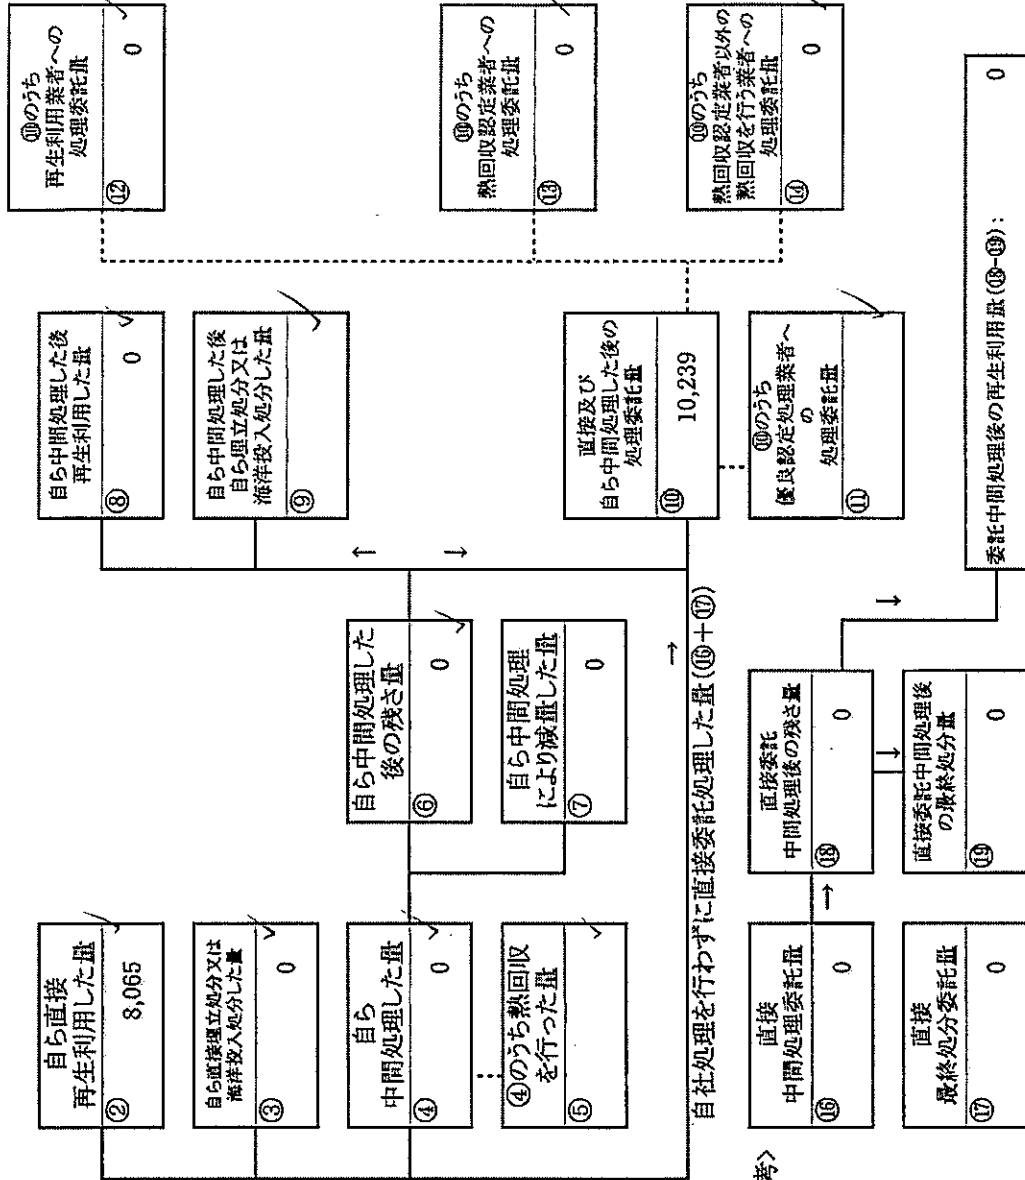 自ら直接
再生利用した量
② 8,065
自ら直接埋立処分又は
海洋投入処分した量
③ 0
自ら
中間処理した量
④ 0
④のうち熱回収
を行った量
⑤
自ら中間処理した
後の残さ量
⑥ 0
自ら中間処理
により減量した量
⑦ 0
自ら中間処理した後
再生利用した量
⑧ 0
自ら中間処理した後
自ら埋立処分又は
海洋投入処分した量
⑨
↑
↓
直接及び
自ら中間処理した後の
処理委託量
⑩ 10,239
⑩のうち
優良認定処理業者へ
の
処理委託量
⑪
⑩のうち
再生利用業者への
処理委託量
⑫ 0
⑩のうち
熱回収認定業者への
処理委託量
⑬ 0
⑩のうち
熱回収認定業者以外の
熱回収を行う業者への
処理委託量
⑭ 0
→
自社処理を行わずに直接委託処理した量(⑯+⑰)
考>
直接
中間処理委託量
⑯ 0
→
直接
最終処分委託量
⑰ 0
直接委託
中間処理後の残さ量
⑱ 0
↓
直接委託中間処理後
の最終処分量
⑲ 0
↓
委託中間処理後の再生利用量(⑱-⑲): 0